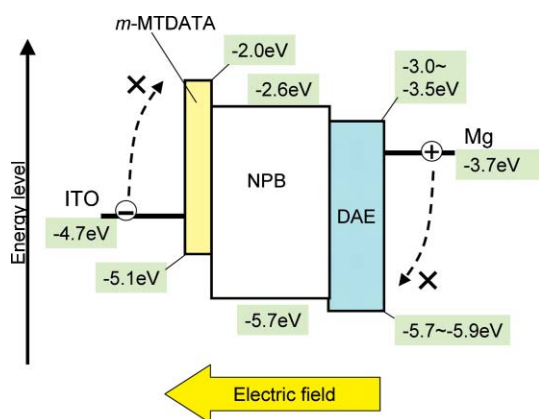 m-MTDATA
-2.0eV
-2.6eV
-3.0~
-3.5eV
Mg
-3.7eV
NPB
DAE
ITO
-4.7eV
-5.1eV
-5.7eV
-5.7~-5.9eV
Energy level
Electric field